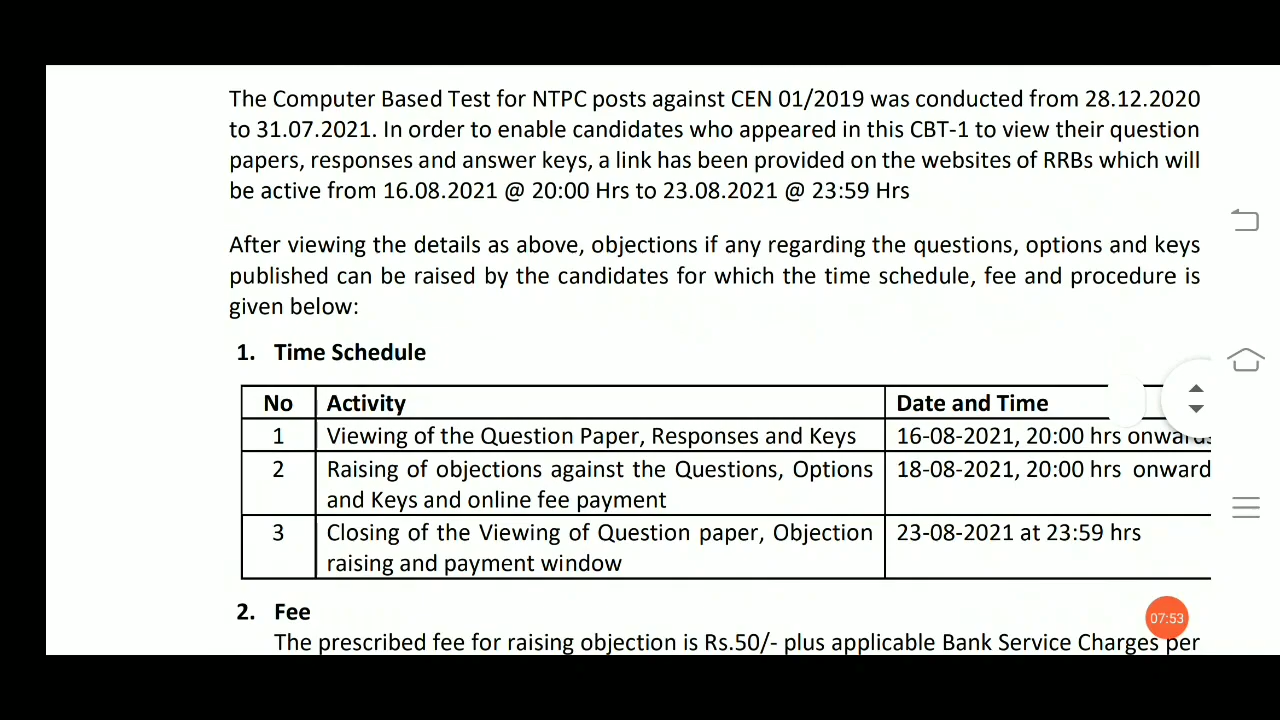 The Computer Based Test for NTPC posts against CEN 01/2019 was conducted from 28.12.2020
to 31.07.2021. In order to enable candidates who appeared in this CBT-1 to view their question
papers, responses and answer keys, a link has been provided on the websites of RRBs which will
be active from 16.08.2021 @ 20:00 Hrs to 23.08.2021 @ 23:59 Hrs
After viewing the details as above, objections if any regarding the questions, options and keys
published can be raised by the candidates for which the time schedule, fee and procedure is
given below:
1. Time Schedule
No Activity Date and Time
1 Viewing of the Question Paper, Responses and Keys 16-08-2021, 20:00 hrs onwards
2 Raising of objections against the Questions, Options 18-08-2021, 20:00 hrs onward
and Keys and online fee payment
3 Closing of the Viewing of Question paper, Objection 23-08-2021 at 23:59 hrs
raising and payment window
2. Fee
07:53
The prescribed fee for raising objection is Rs.50/- plus applicable Bank Service Charges per